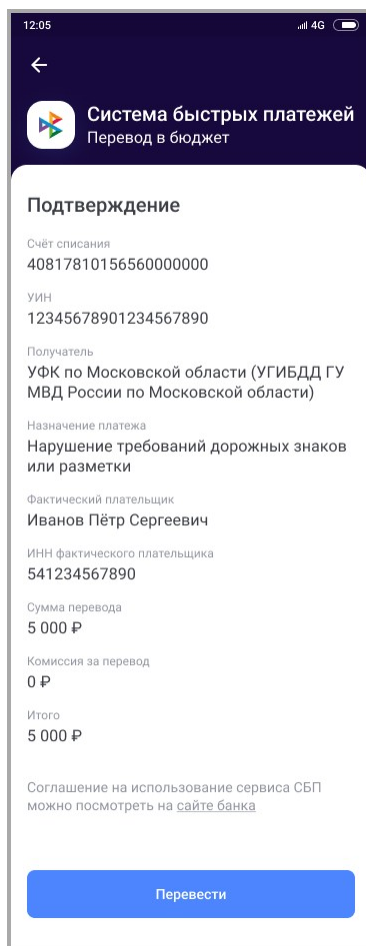 12:05
4G
Система быстрых платежей
Перевод в бюджет
Подтверждение
Счёт списания
40817810156560000000
УИН
12345678901234567890
Получатель
УФК по Московской области (УГИБДД ГУ
МВД России по Московской области)
Назначение платежа
Нарушение требований дорожных знаков
или разметки
Фактический плательщик
Иванов Пётр Сергеевич
ИНН фактического плательщика
541234567890
Сумма перевода
5 000 ₽
Комиссия за перевод
0 ₽
Итого
5 000 ₽
Соглашение на использование сервиса СБП
можно посмотреть на сайте банка
Перевести